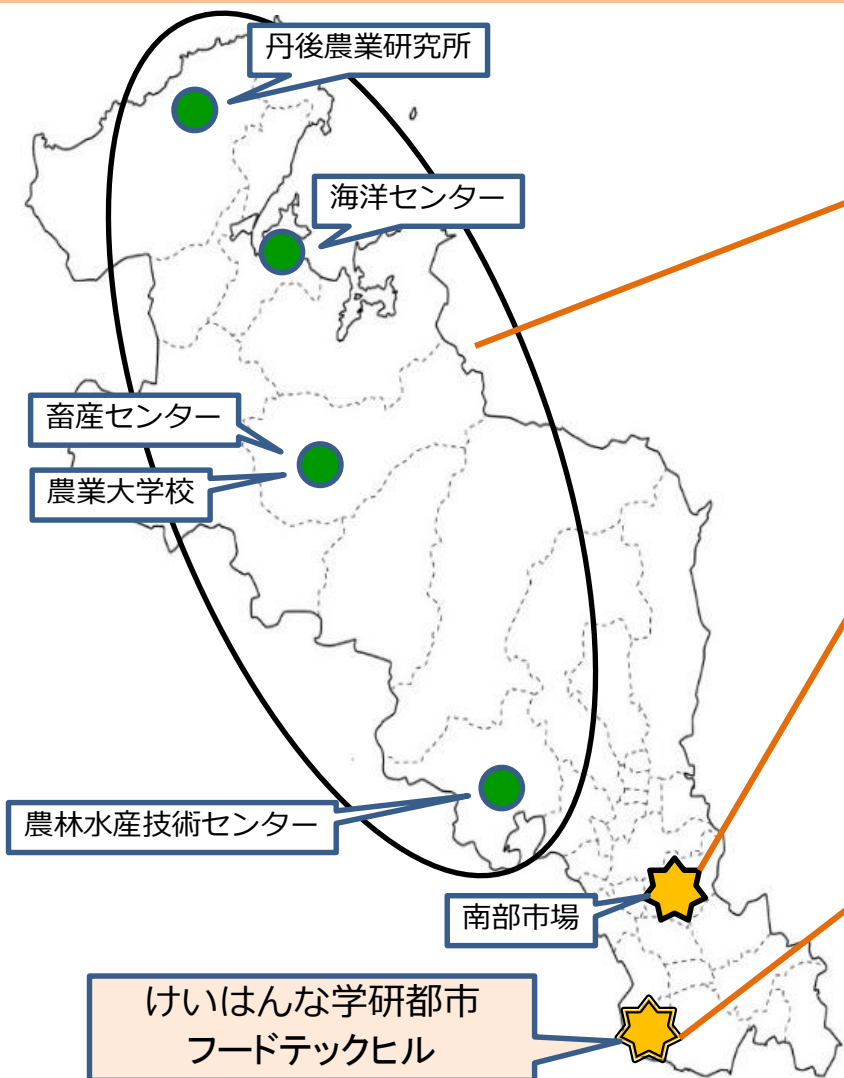 丹後農業研究所
海洋センター
畜産センター
農業大学校
農林水産技術センター
南部市場
けいはんな学研都市
フードテックヒル